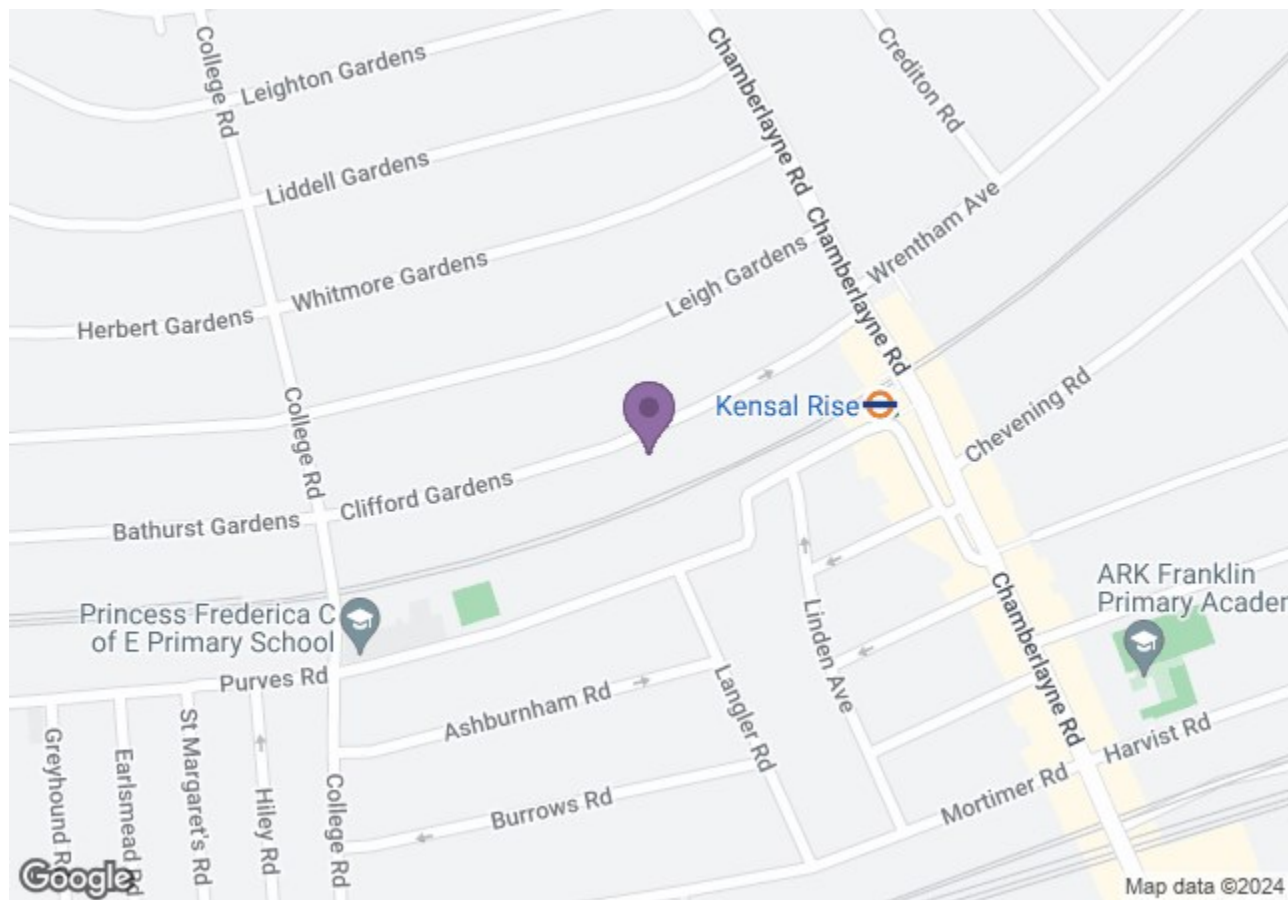 College Rd
Leighton Gardens
Chamberlayne Rd
Crediton Rd
Liddell Gardens
Chamberlayne Rd
Wrentham Ave
Whitmore Gardens
Leigh Gardens
Herbert Gardens
College Rd
Kensal Rise
Chevening Rd
Clifford Gardens
Bathurst Gardens
Princess Frederica C
of E Primary School
ARK Franklin
Primary Academ
Chamberlayne Rd
Linden Ave
Purves Rd
Langler Rd
Ashburnham Rd
St Margaret's Rd
Greyhound Rd
Earlsmead Rd
Hiley Rd
College Rd
Burrows Rd
Mortimer Rd
Harvist Rd
Google
Map data ©2024